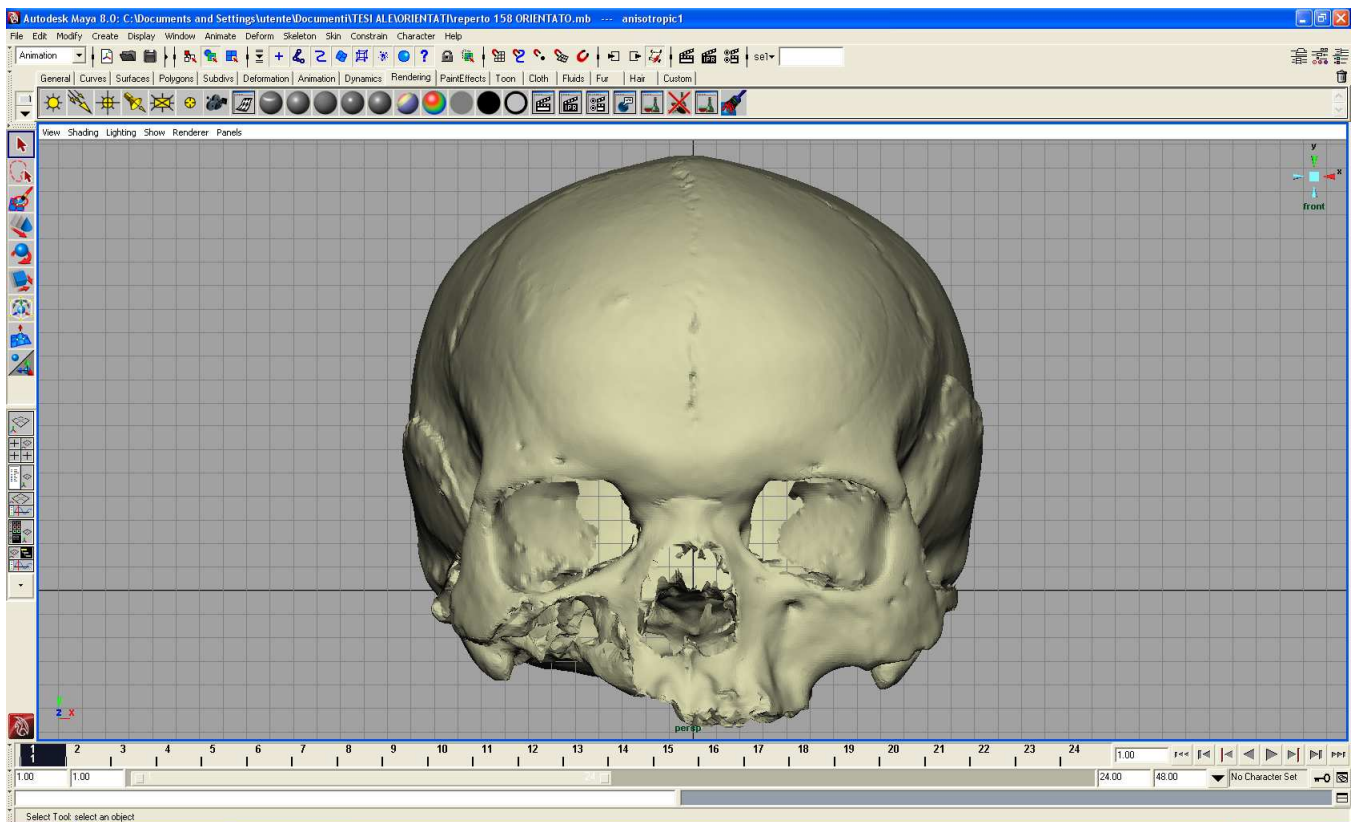 Autodesk Maya 8.0: C:\Documents and Settings\utente\Documenti\TESI ALE\ORIENTATI\reperto 158 ORIENTATO.mb --- anisotropic1
File Edit Modify Create Display Window Animate Deform Skeleton Skin Constrain Character Help
Animation sel
General Curves Surfaces Polygons Subdivs Deformation Animation Dynamics Rendering PaintEffects Toon Cloth Fluids Fur Hair Custom
IPR
View Shading Lighting Show Renderer Panels
y
x
front
z x
persp
1 2 3 4 5 6 7 8 9 10 11 12 13 14 15 16 17 18 19 20 21 22 23 24 1.00
1
1.00 1.00 1 24 24.00 48.00 No Character Set
Select Tool: select an object